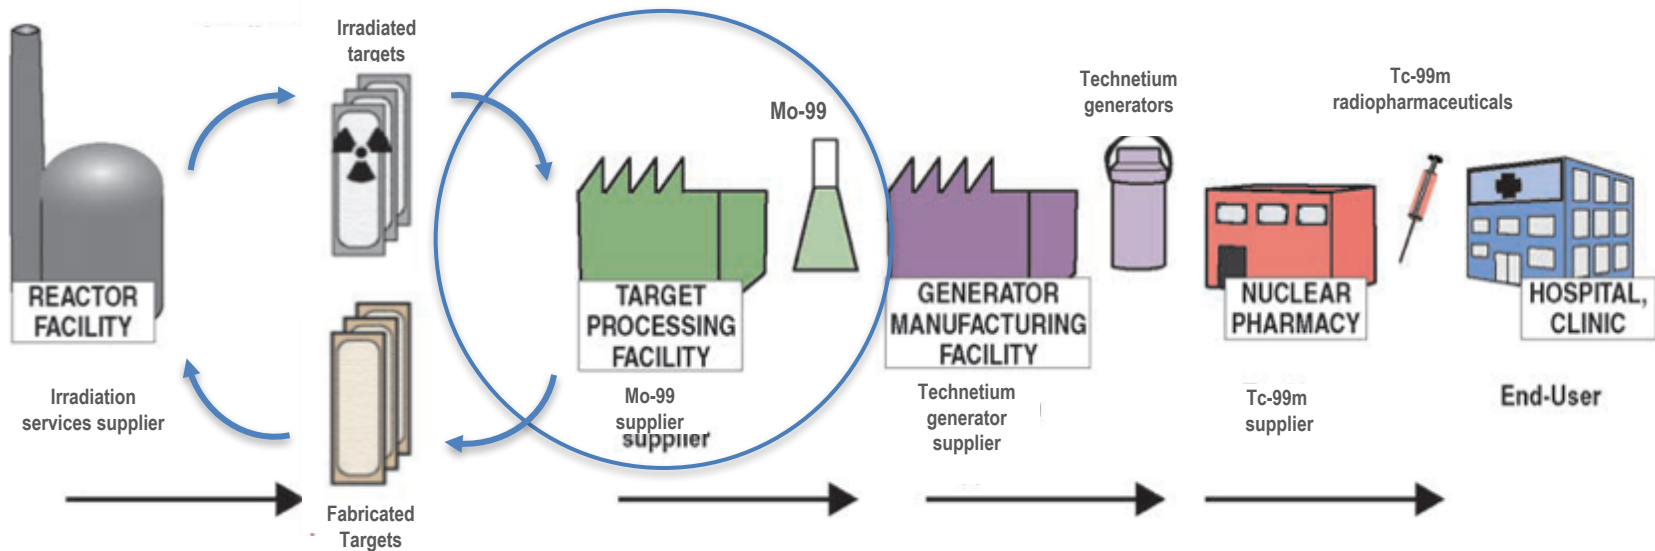 Irradiated
targets
Mo-99
Technetium
generators
Tc-99m
radiopharmaceuticals
REACTOR
FACILITY
TARGET
PROCESSING
FACILITY
GENERATOR
MANUFACTURING
FACILITY
NUCLEAR
PHARMACY
HOSPITAL,
CLINIC
Irradiation
services supplier
Mo-99
supplier
supplier
Technetium
generator
supplier
Tc-99m
supplier
End-User
Fabricated
Targets